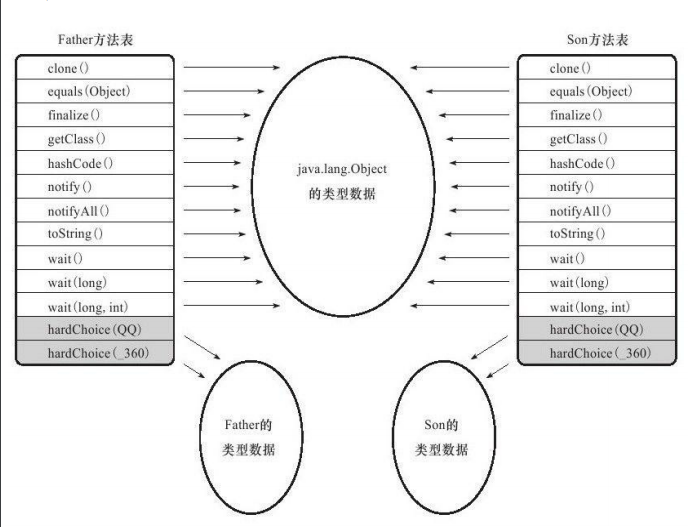 Father方法表
clone()
equals(Object)
finalize()
getClass()
hashCode()
notify()
notifyAll()
toString()
wait()
wait(long)
wait(long, int)
hardChoice(QQ)
hardChoice(_360)
java.lang.Object
的类型数据
Son方法表
clone()
equals(Object)
finalize()
getClass()
hashCode()
notify()
notifyAll()
toString()
wait()
wait(long)
wait(long, int)
hardChoice(QQ)
hardChoice(_360)
Father的
类型数据
Son的
类型数据